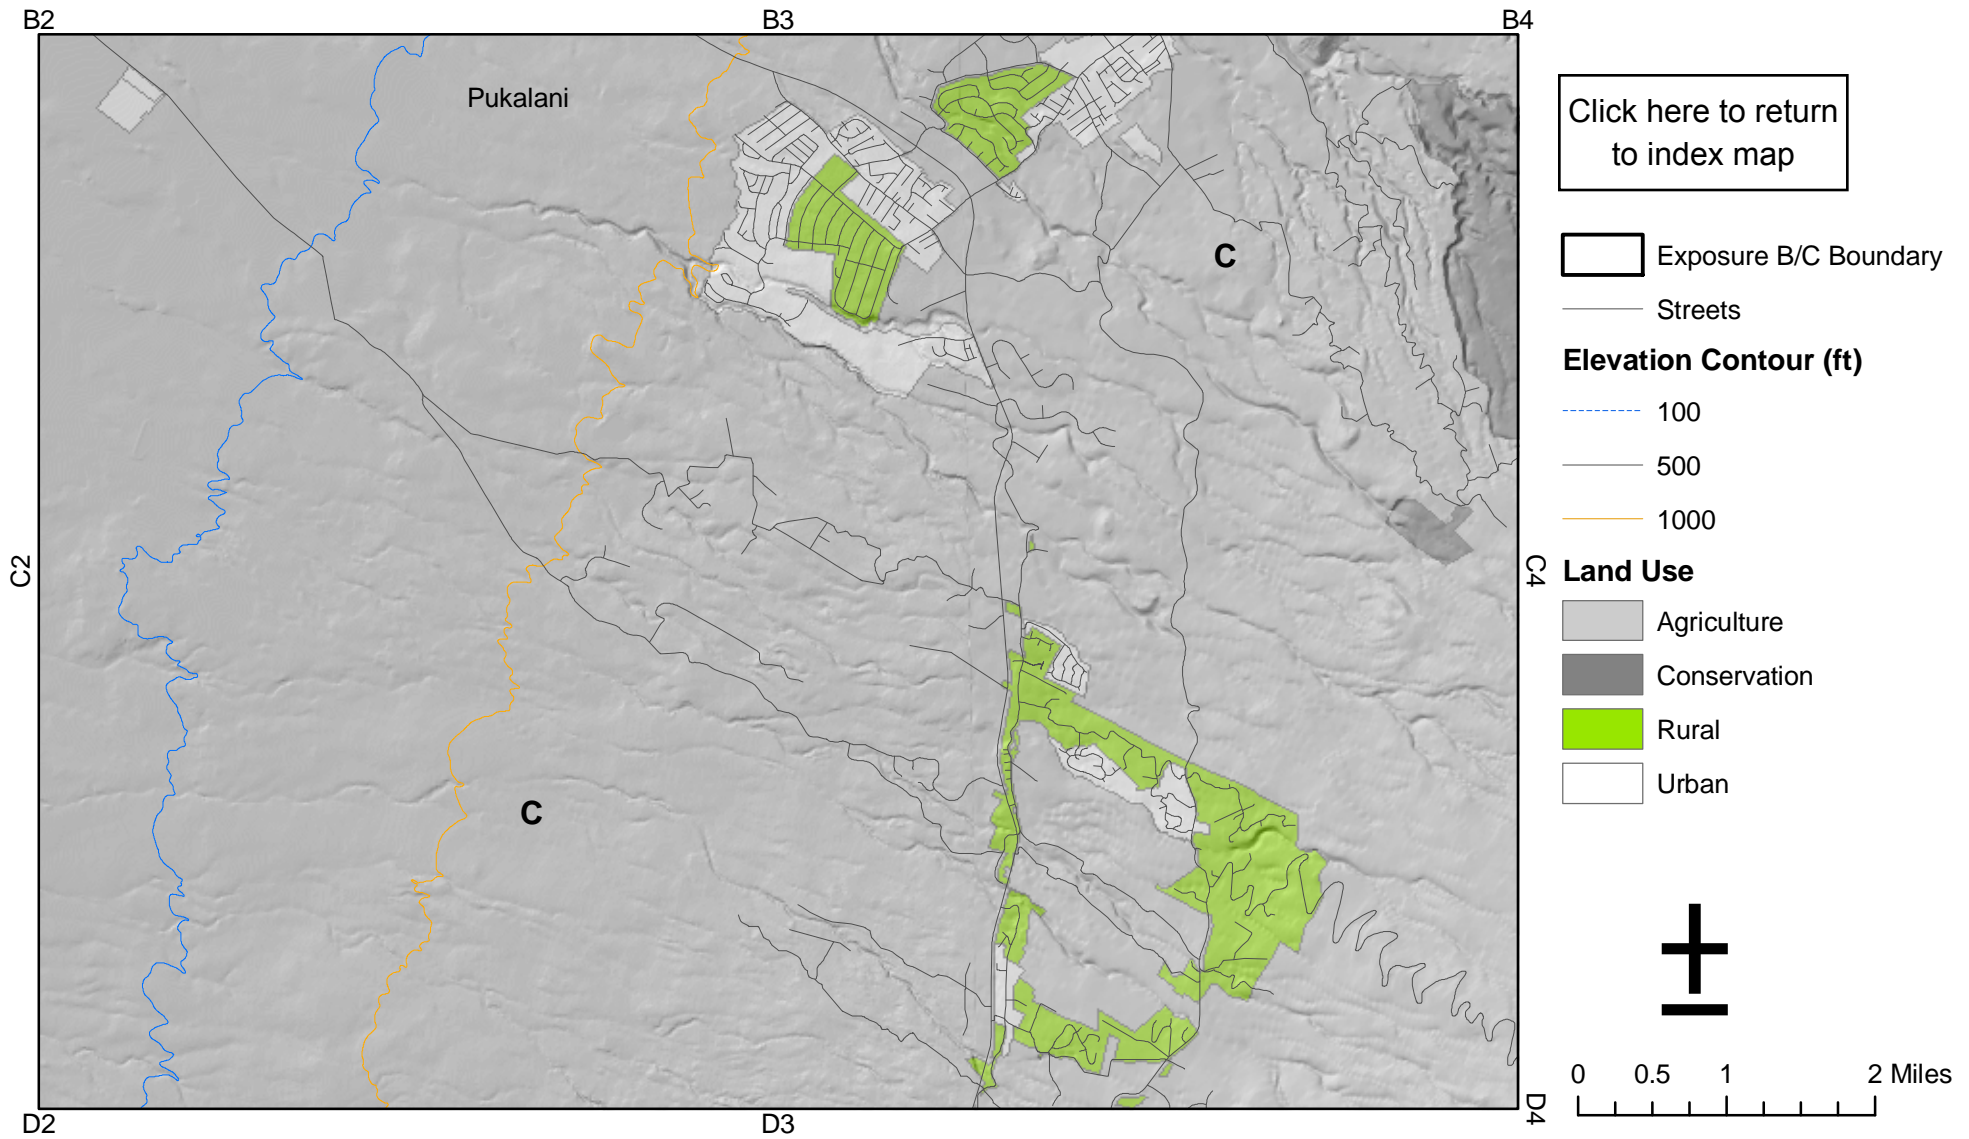 B2
B3
B4
Pukalani
C
C
C2
C4
D2
D3
D4
Click here to return
to index map
Exposure B/C Boundary
Streets
Elevation Contour (ft)
100
500
1000
Land Use
Agriculture
Conservation
Rural
Urban
0 0.5 1 2 Miles